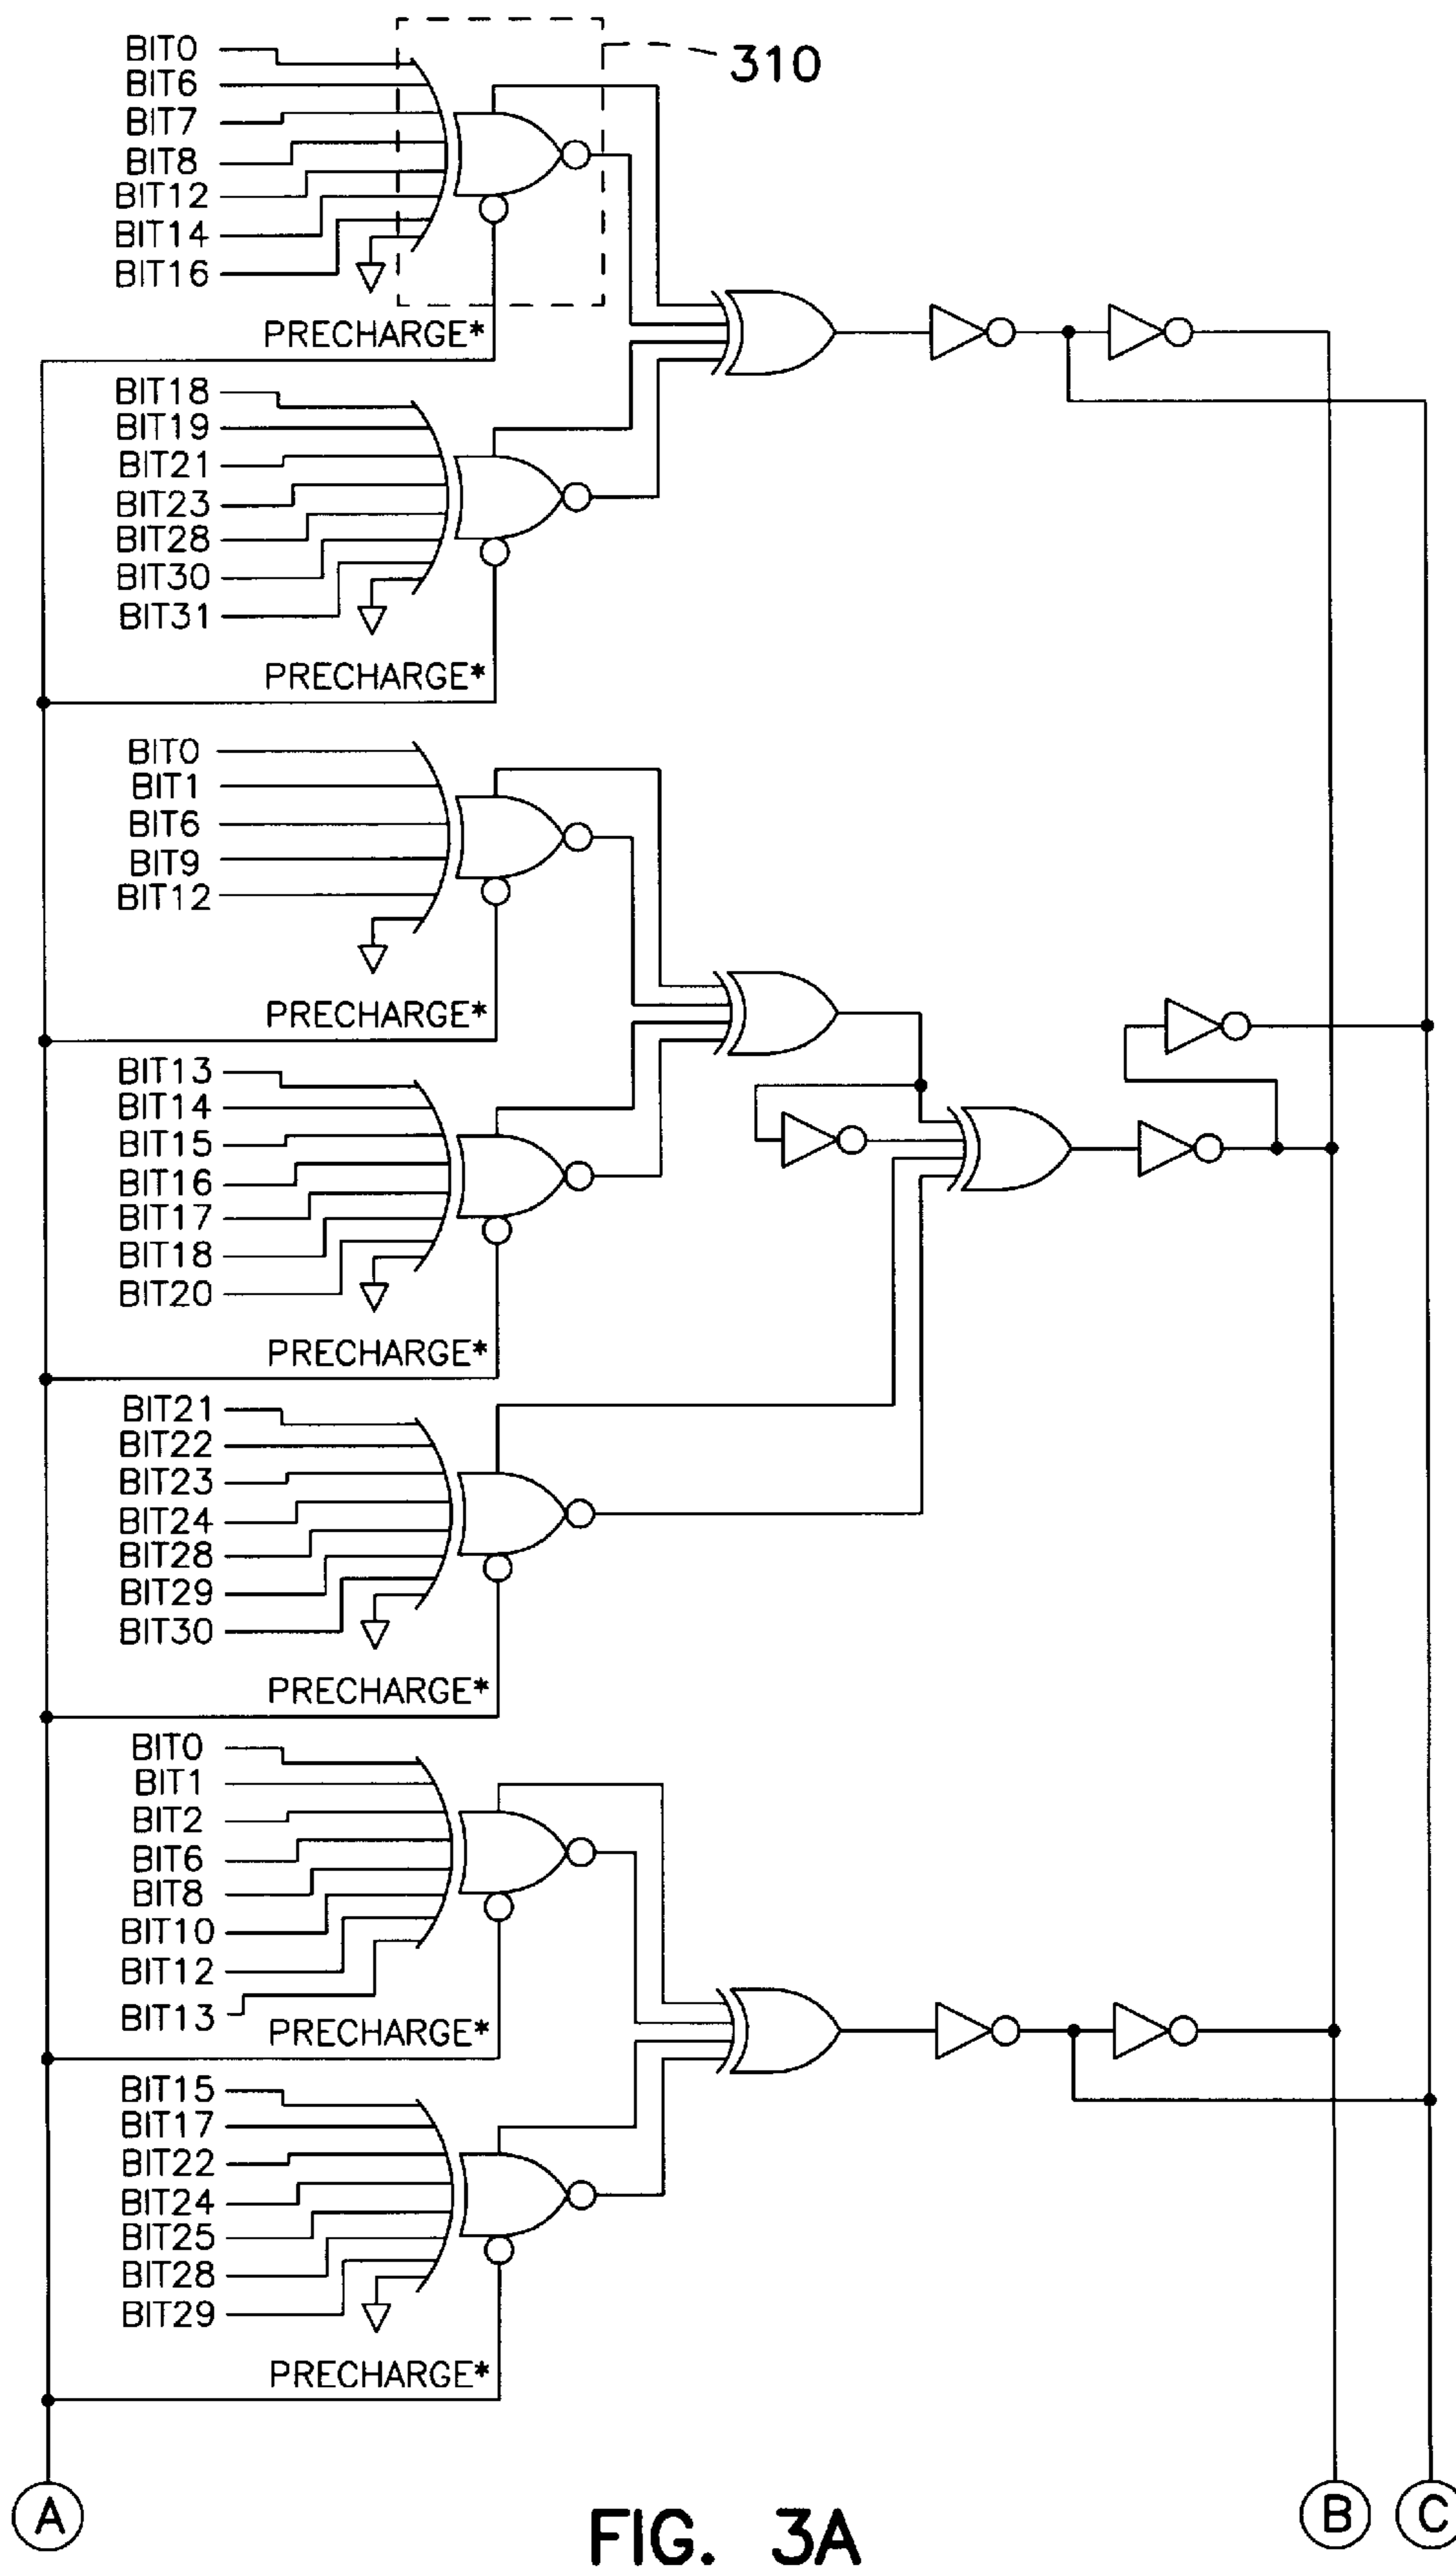 BIT0
BIT6
BIT7
BIT8
BIT12
BIT14
BIT16
310
PRECHARGE*
BIT18
BIT19
BIT21
BIT23
BIT28
BIT30
BIT31
PRECHARGE*
BIT0
BIT1
BIT6
BIT9
BIT12
PRECHARGE*
BIT13
BIT14
BIT15
BIT16
BIT17
BIT18
BIT20
PRECHARGE*
BIT21
BIT22
BIT23
BIT24
BIT28
BIT29
BIT30
PRECHARGE*
BIT0
BIT1
BIT2
BIT6
BIT8
BIT10
BIT12
BIT13
PRECHARGE*
BIT15
BIT17
BIT22
BIT24
BIT25
BIT28
BIT29
PRECHARGE*
A
B
C
FIG. 3A